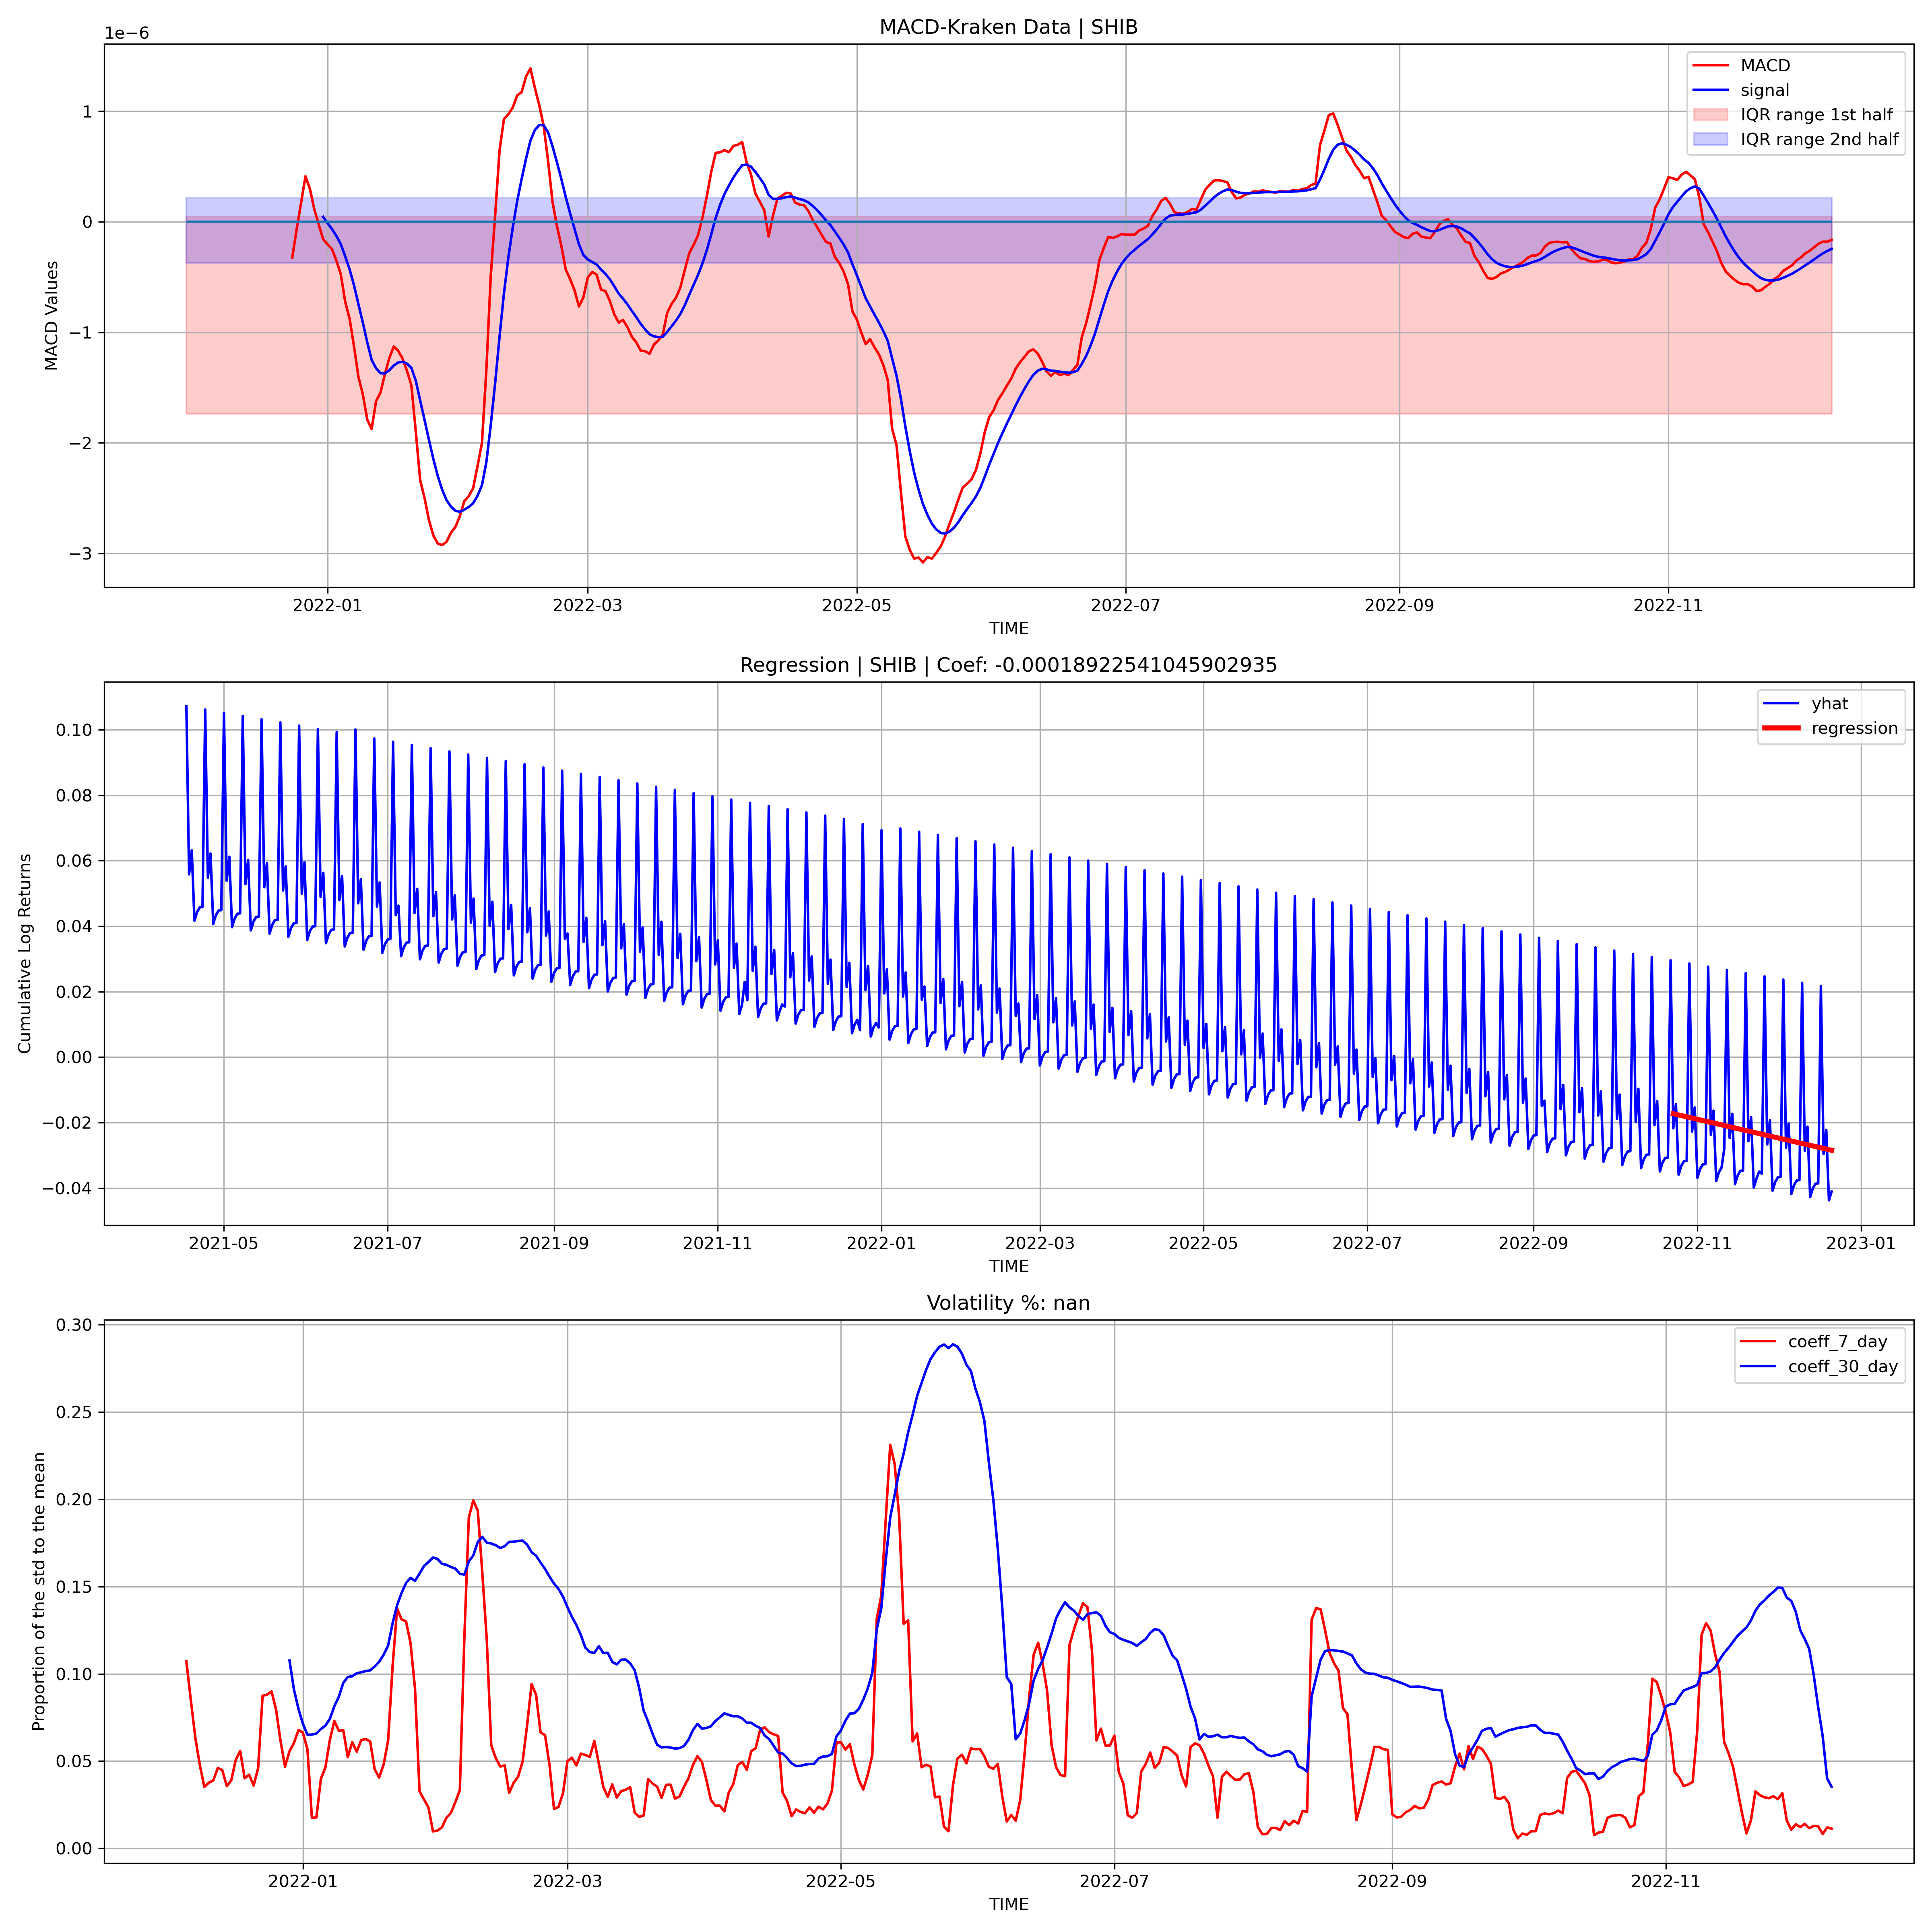 MACD-Kraken Data | SHIB
1e−6
MACD
signal
IQR range 1st half
IQR range 2nd half
1
0
−1
−2
−3
MACD Values
2022-01 2022-03 2022-05 2022-07 2022-09 2022-11
TIME
Regression | SHIB | Coef: -0.00018922541045902935
yhat
regression
0.10
0.08
0.06
0.04
0.02
0.00
−0.02
−0.04
Cumulative Log Returns
2021-05 2021-07 2021-09 2021-11 2022-01 2022-03 2022-05 2022-07 2022-09 2022-11 2023-01
TIME
Volatility %: nan
coeff_7_day
coeff_30_day
0.30
0.25
0.20
0.15
0.10
0.05
0.00
Proportion of the std to the mean
2022-01 2022-03 2022-05 2022-07 2022-09 2022-11
TIME